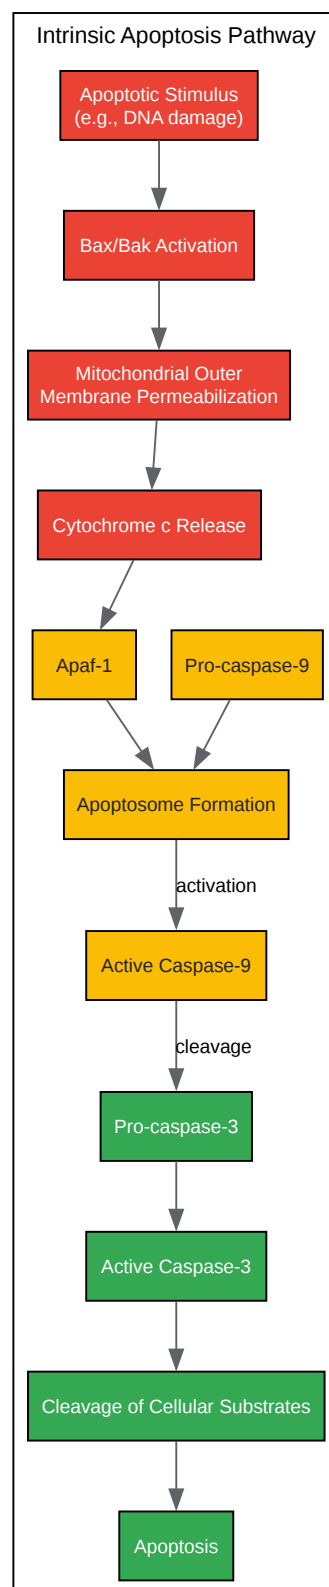 Intrinsic Apoptosis Pathway
Apoptotic Stimulus
(e.g., DNA damage)
Bax/Bak Activation
Mitochondrial Outer
Membrane Permeabilization
Cytochrome c Release
Apaf-1
Pro-caspase-9
Apoptosome Formation
activation
Active Caspase-9
cleavage
Pro-caspase-3
Active Caspase-3
Cleavage of Cellular Substrates
Apoptosis